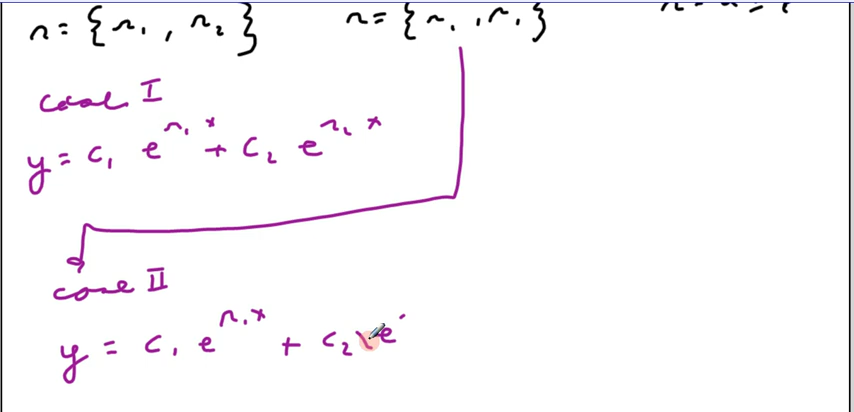 r = {r₁, r₂} r = {r₁, r₁}
case I
y = c₁ e^{r₁x} + c₂ e^{r₂x}
case II
y = c₁ e^{r₁x} + c₂ x e